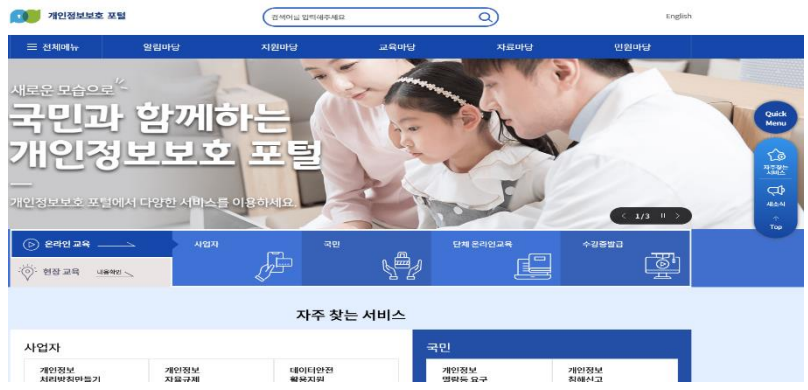 개인정보보호 포털
검색어를 입력해주세요
English
전체메뉴
알림마당
지원마당
교육마당
자료마당
민원마당
새로운 모습으로
국민과 함께하는
개인정보보호 포털
개인정보보호 포털에서 다양한 서비스를 이용하세요.
1/3
Quick
Menu
자주찾는
서비스
새소식
Top
온라인 교육
사업자
국민
단체 온라인교육
수강증발급
현장 교육
내용확인
자주 찾는 서비스
사업자
개인정보
처리방침만들기
개인정보
자율규제
데이터안전
활용지원
국민
개인정보
열람등 요구
개인정보
침해신고